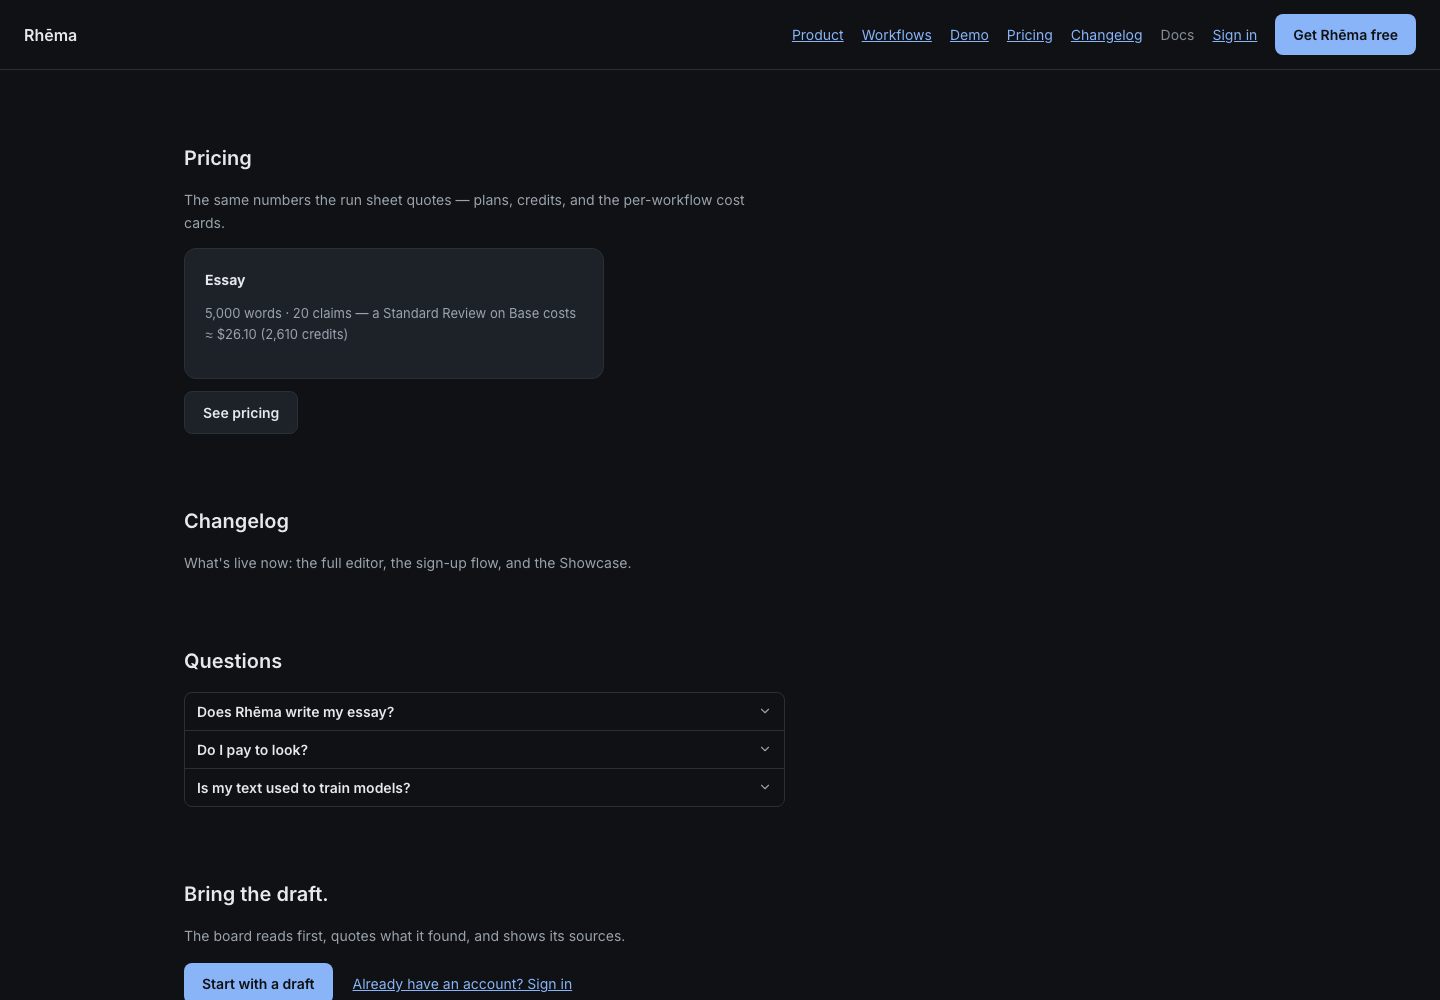 Rhēma
Product Workflows Demo Pricing Changelog Docs Sign in Get Rhēma free
Pricing
The same numbers the run sheet quotes — plans, credits, and the per-workflow cost
cards.
Essay
5,000 words · 20 claims — a Standard Review on Base costs
≈ $26.10 (2,610 credits)
See pricing
Changelog
What's live now: the full editor, the sign-up flow, and the Showcase.
Questions
Does Rhēma write my essay?
Do I pay to look?
Is my text used to train models?
Bring the draft.
The board reads first, quotes what it found, and shows its sources.
Start with a draft Already have an account? Sign in